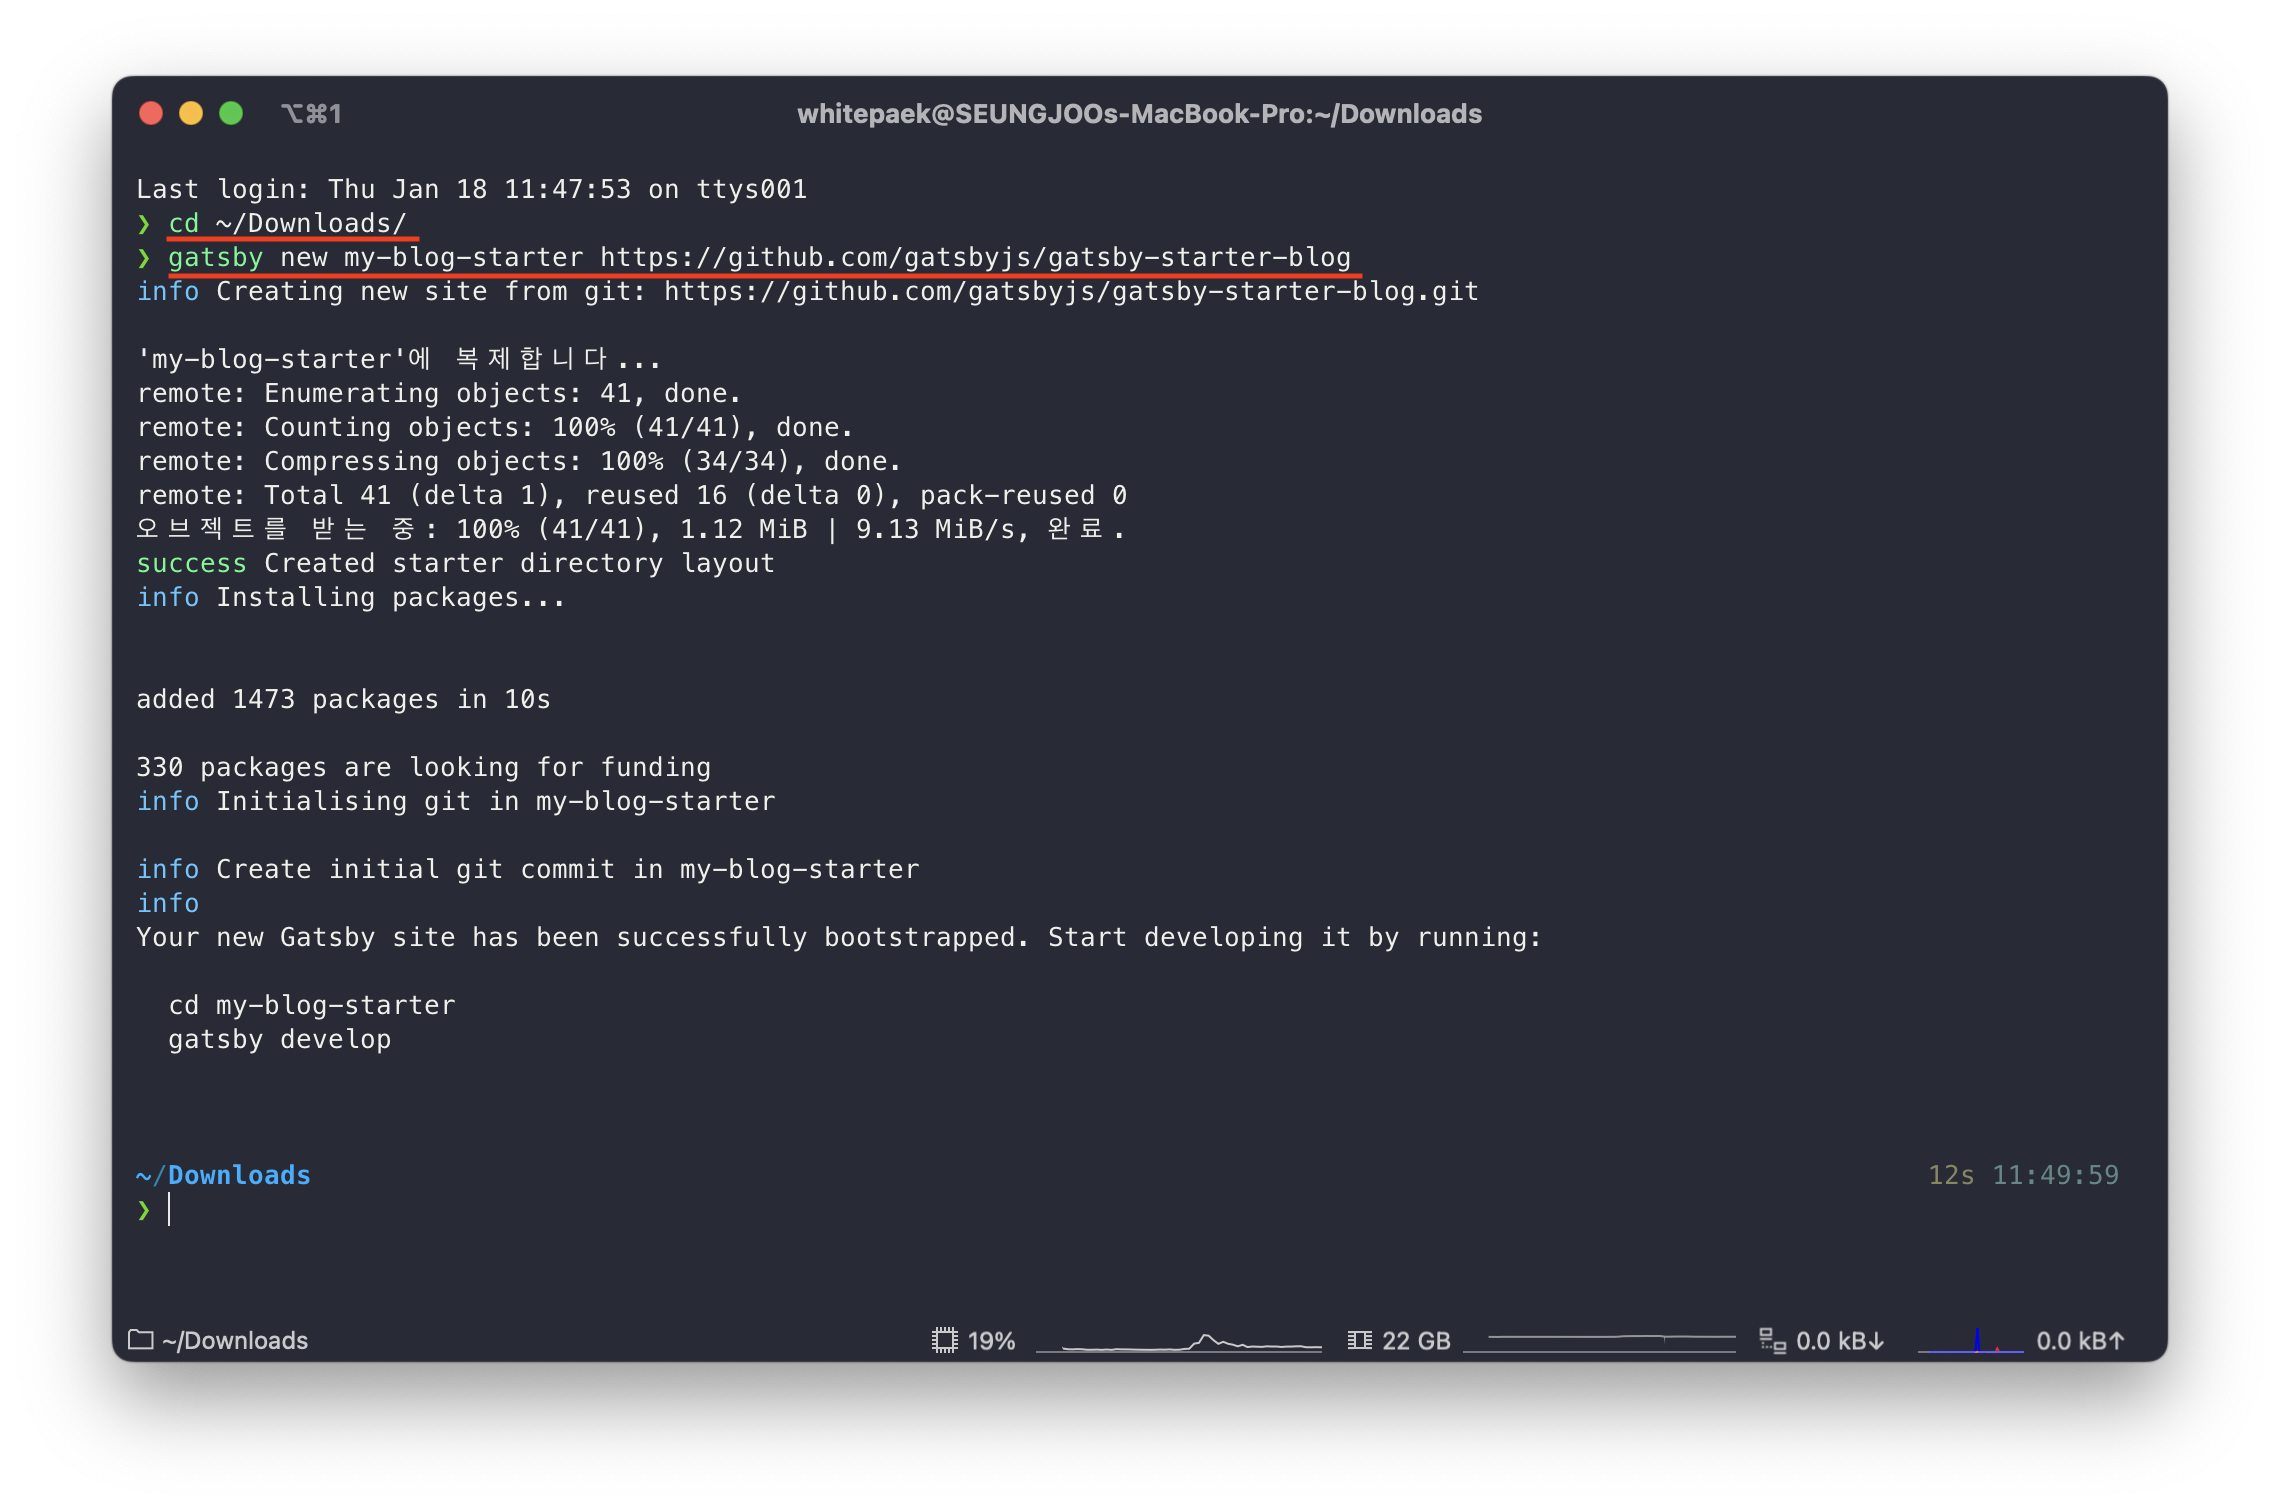 ⌥⌘1
whitepaek@SEUNGJOOs-MacBook-Pro:~/Downloads
Last login: Thu Jan 18 11:47:53 on ttys001
❯ cd ~/Downloads/
❯ gatsby new my-blog-starter https://github.com/gatsbyjs/gatsby-starter-blog
info Creating new site from git: https://github.com/gatsbyjs/gatsby-starter-blog.git
'my-blog-starter'에 복제합니다...
remote: Enumerating objects: 41, done.
remote: Counting objects: 100% (41/41), done.
remote: Compressing objects: 100% (34/34), done.
remote: Total 41 (delta 1), reused 16 (delta 0), pack-reused 0
오브젝트를 받는 중: 100% (41/41), 1.12 MiB | 9.13 MiB/s, 완료.
success Created starter directory layout
info Installing packages...
added 1473 packages in 10s
330 packages are looking for funding
info Initialising git in my-blog-starter
info Create initial git commit in my-blog-starter
info
Your new Gatsby site has been successfully bootstrapped. Start developing it by running:
cd my-blog-starter
gatsby develop
~/Downloads 12s 11:49:59
❯
~/Downloads 19% 22 GB 0.0 kB↓ 0.0 kB↑